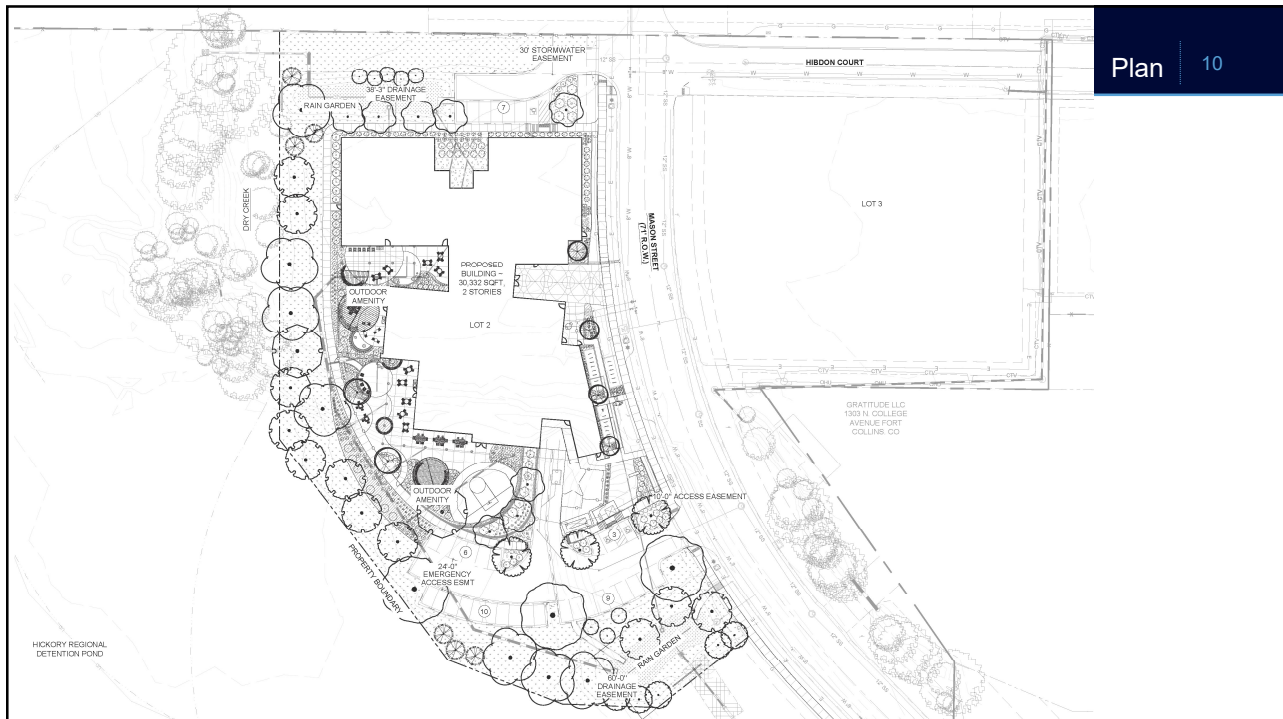 Plan 10
30' STORMWATER
EASEMENT
12" SS
HIBDON COURT
38'-3" DRAINAGE
EASEMENT
RAIN GARDEN
7
DRY CREEK
MASON STREET
(71' R.O.W.)
LOT 3
PROPOSED
BUILDING –
30,332 SQFT,
2 STORIES
OUTDOOR
AMENITY
LOT 2
GRATITUDE LLC
1303 N. COLLEGE
AVENUE FORT
COLLINS CO
OUTDOOR
AMENITY
10'-0" ACCESS EASEMENT
3
6
PROPERTY BOUNDARY
24'-0"
EMERGENCY
ACCESS ESMT
9
10
RAIN GARDEN
HICKORY REGIONAL
DETENTION POND
60'-0"
DRAINAGE
EASEMENT